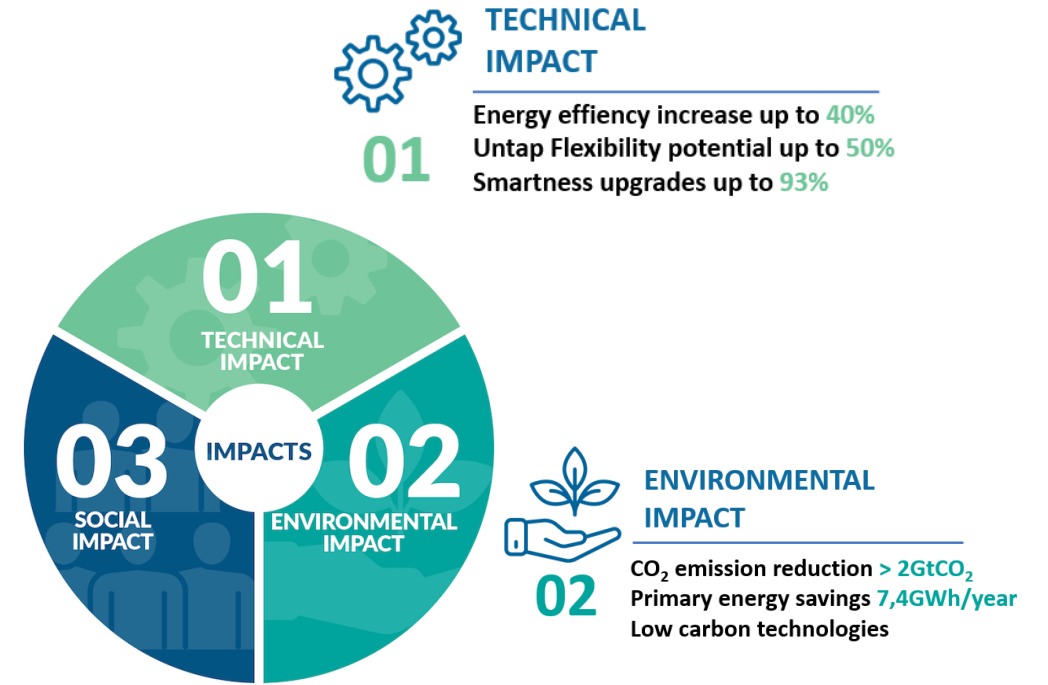 TECHNICAL
IMPACT
Energy effiency increase up to 40%
Untap Flexibility potential up to 50%
Smartness upgrades up to 93%
01
01
TECHNICAL
IMPACT
IMPACTS
03
SOCIAL
IMPACT
02
ENVIRONMENTAL
IMPACT
ENVIRONMENTAL
IMPACT
02
CO₂ emission reduction > 2GtCO₂
Primary energy savings 7,4GWh/year
Low carbon technologies